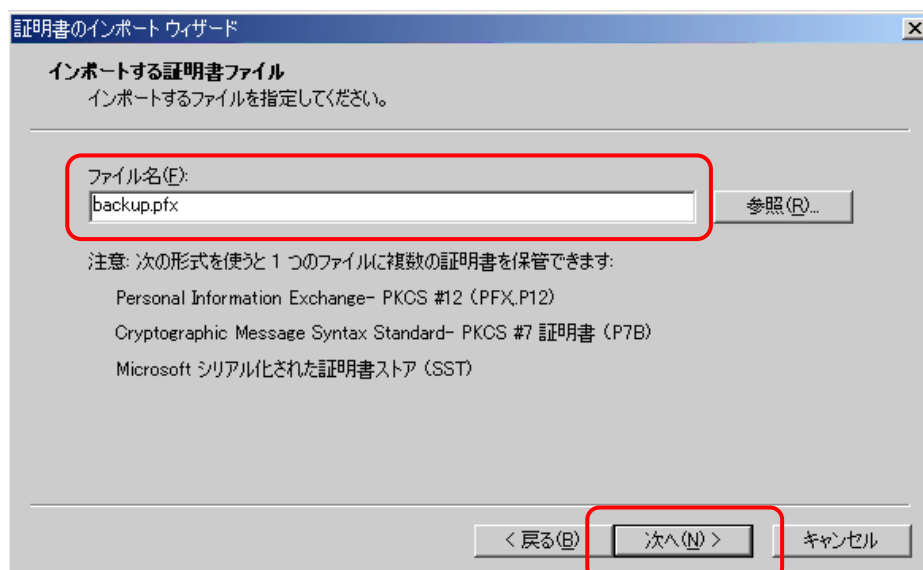 証明書のインポート ウィザード
インポートする証明書ファイル
インポートするファイルを指定してください。
ファイル名(F):
backup.pfx
参照(R)...
注意: 次の形式を使うと 1 つのファイルに複数の証明書を保管できます:
Personal Information Exchange- PKCS #12 (PFX,.P12)
Cryptographic Message Syntax Standard- PKCS #7 証明書 (P7B)
Microsoft シリアル化された証明書ストア (SST)
< 戻る(B)
次へ(N) >
キャンセル